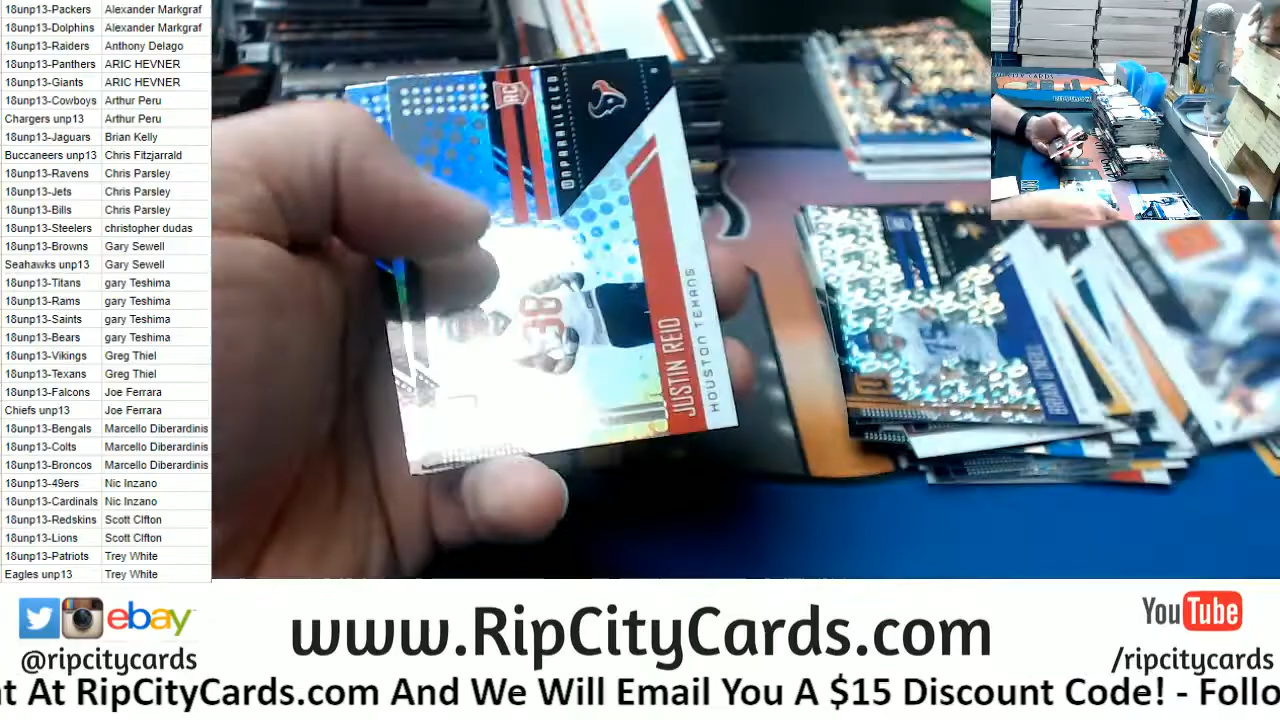 18unp13-Packers Alexander Markgraf
18unp13-Dolphins Alexander Markgraf
18unp13-Raiders Anthony Delago
18unp13-Panthers ARIC HEVNER
18unp13-Giants ARIC HEVNER
18unp13-Cowboys Arthur Peru
Chargers unp13 Arthur Peru
18unp13-Jaguars Brian Kelly
Buccaneers unp13 Chris Fitzjarrald
18unp13-Ravens Chris Parsley
18unp13-Jets Chris Parsley
18unp13-Bills Chris Parsley
18unp13-Steelers christopher dudas
18unp13-Browns Gary Sewell
Seahawks unp13 Gary Sewell
18unp13-Titans gary Teshima
18unp13-Rams gary Teshima
18unp13-Saints gary Teshima
18unp13-Bears gary Teshima
18unp13-Vikings Greg Thiel
18unp13-Texans Greg Thiel
18unp13-Falcons Joe Ferrara
Chiefs unp13 Joe Ferrara
18unp13-Bengals Marcello Diberardinis
18unp13-Colts Marcello Diberardinis
18unp13-Broncos Marcello Diberardinis
18unp13-49ers Nic Inzano
18unp13-Cardinals Nic Inzano
18unp13-Redskins Scott Clfton
18unp13-Lions Scott Clfton
18unp13-Patriots Trey White
Eagles unp13 Trey White
RC
UNPARALLELED
JUSTIN REID
HOUSTON TEXANS
BRIAN O'NEILL
ebay
@ripcitycards
www.RipCityCards.com
YouTube
/ripcitycards
t At RipCityCards.com And We Will Email You A $15 Discount Code! - Follo